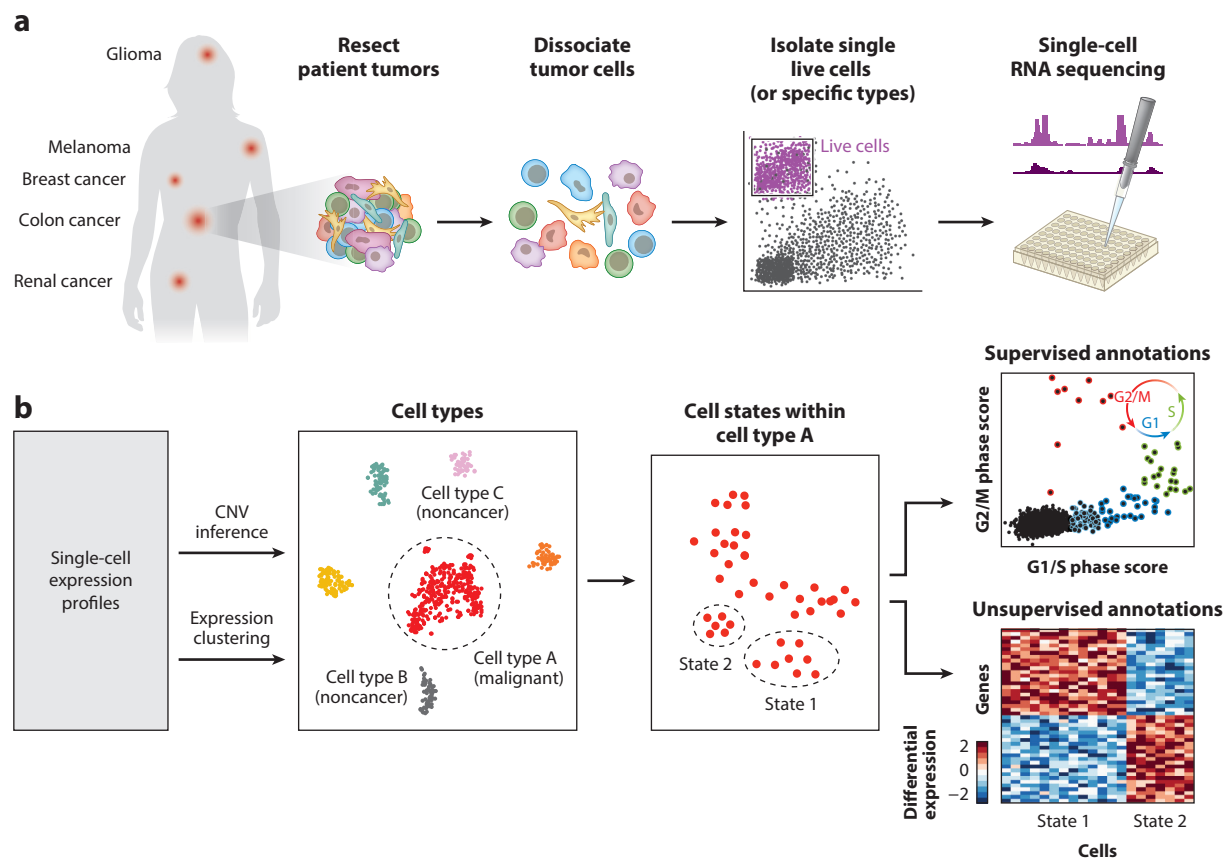 a
Glioma
Melanoma
Breast cancer
Colon cancer
Renal cancer
Resect
patient tumors
Dissociate
tumor cells
Isolate single
live cells
(or specific types)
Live cells
Single-cell
RNA sequencing
b
Single-cell
expression
profiles
CNV
inference
Expression
clustering
Cell types
Cell type C
(noncancer)
Cell type B
(noncancer)
Cell type A
(malignant)
Cell states within
cell type A
State 2
State 1
Supervised annotations
G2/M phase score
G2/M
S
G1
G1/S phase score
Unsupervised annotations
Genes
Differential
expression
2
0
−2
State 1
State 2
Cells